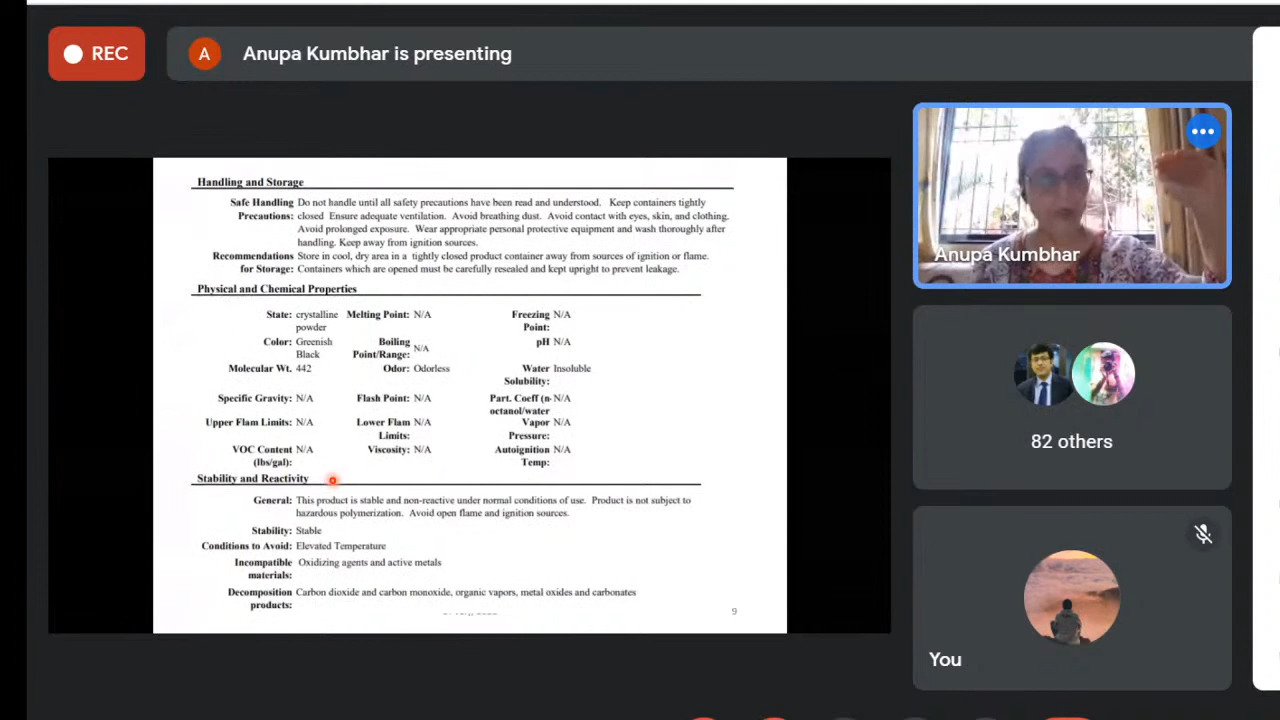 REC
A
Anupa Kumbhar is presenting
Handling and Storage
Safe Handling Do not handle until all safety precautions have been read and understood. Keep containers tightly
Precautions: closed Ensure adequate ventilation. Avoid breathing dust. Avoid contact with eyes, skin, and clothing.
Avoid prolonged exposure. Wear appropriate personal protective equipment and wash thoroughly after
handling. Keep away from ignition sources.
Recommendations Store in cool, dry area in a tightly closed product container away from sources of ignition or flame.
for Storage: Containers which are opened must be carefully resealed and kept upright to prevent leakage.
Physical and Chemical Properties
State: crystalline Melting Point: N/A Freezing N/A
powder Point:
Color: Greenish Boiling N/A pH N/A
Black Point/Range:
Molecular Wt. 442 Odor: Odorless Water Insoluble
Solubility:
Specific Gravity: N/A Flash Point: N/A Part. Coeff (n- N/A
octanol/water
Upper Flam Limits: N/A Lower Flam N/A Vapor N/A
Limits: Pressure:
VOC Content N/A Viscosity: N/A Autoignition N/A
(lbs/gal): Temp:
Stability and Reactivity
General: This product is stable and non-reactive under normal conditions of use. Product is not subject to
hazardous polymerization. Avoid open flame and ignition sources.
Stability: Stable
Conditions to Avoid: Elevated Temperature
Incompatible Oxidizing agents and active metals
materials:
Decomposition Carbon dioxide and carbon monoxide, organic vapors, metal oxides and carbonates
products:
9
Anupa Kumbhar
82 others
You